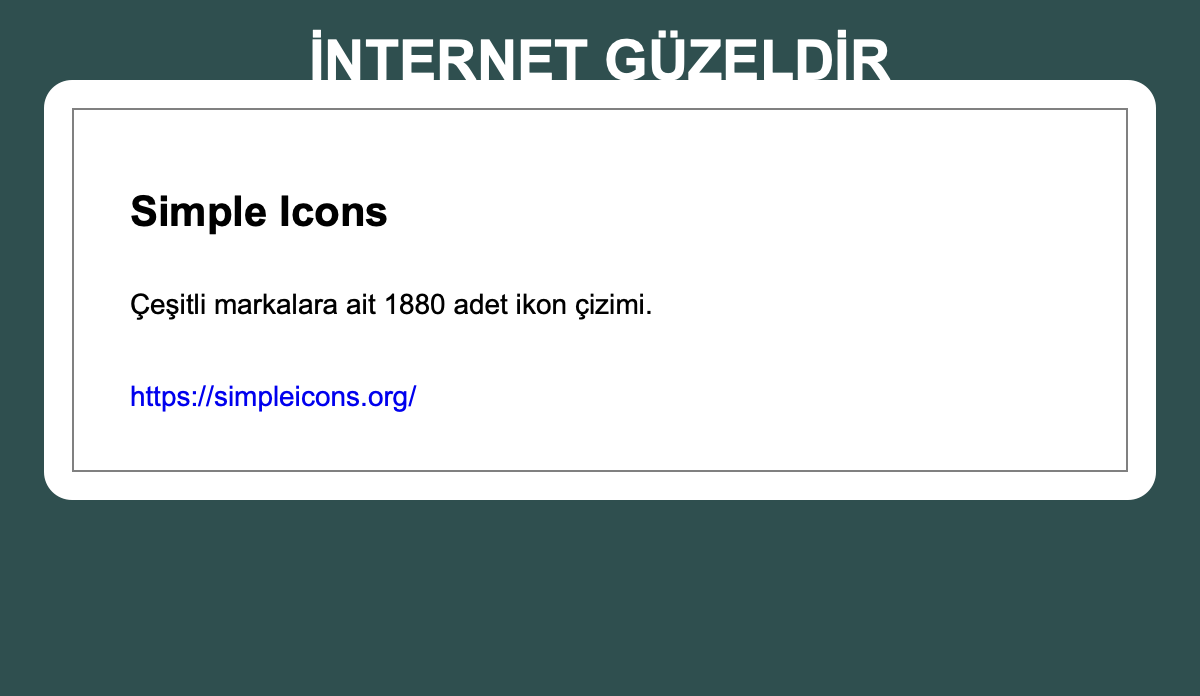 İNTERNET GÜZELDİR
Simple Icons
Çeşitli markalara ait 1880 adet ikon çizimi.
https://simpleicons.org/